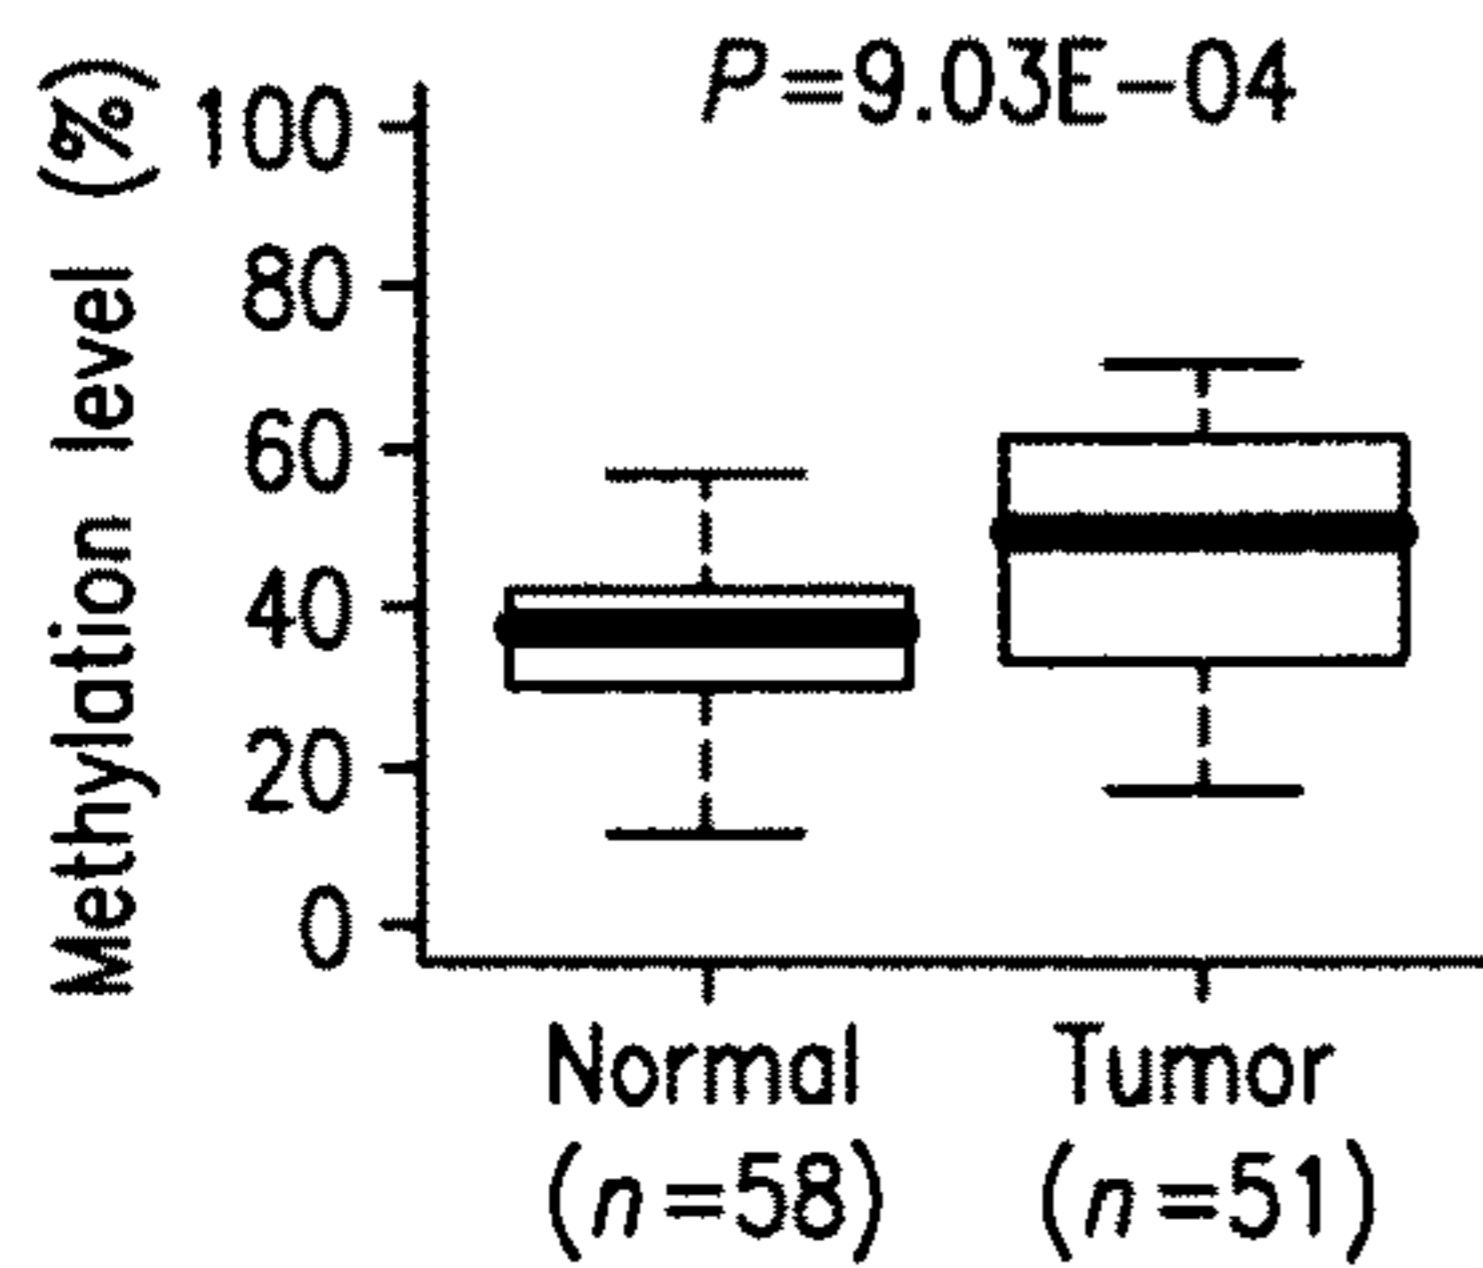 P=9.03E-04
Methylation level (%)
100
80
60
40
20
0
Normal
(n=58)
Tumor
(n=51)